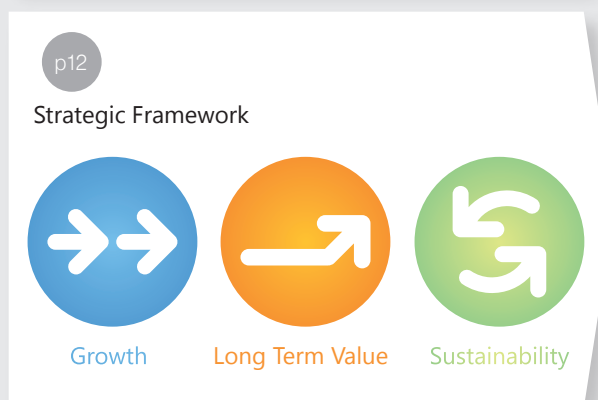 p12
Strategic Framework
Growth
Long Term Value
Sustainability